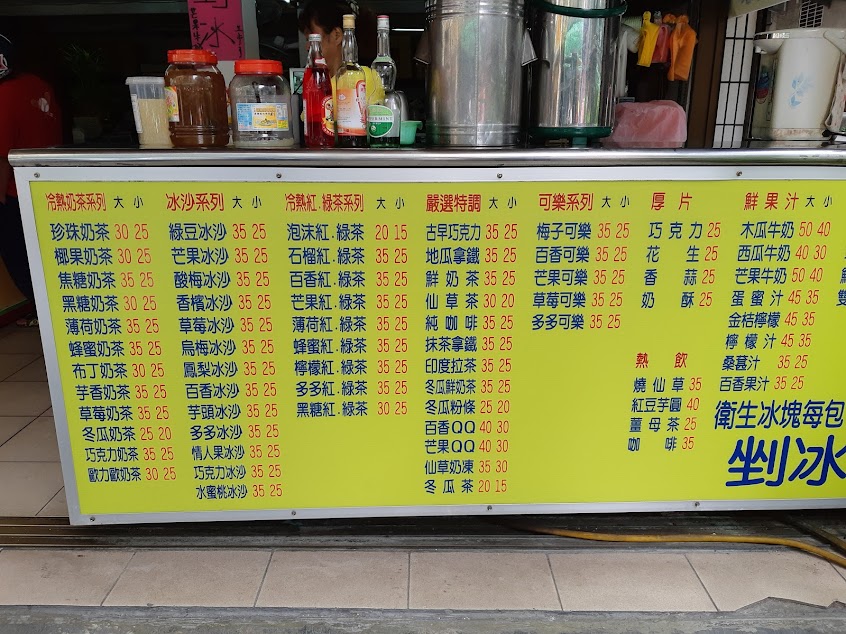 剉冰
冷熱奶茶系列 大 小
珍珠奶茶 30 25
椰果奶茶 30 25
焦糖奶茶 35 25
黑糖奶茶 30 25
薄荷奶茶 35 25
蜂蜜奶茶 35 25
布丁奶茶 30 25
芋香奶茶 35 25
草莓奶茶 35 25
冬瓜奶茶 25 20
巧克力奶茶 35 25
歐力歐奶茶 30 25
冰沙系列 大 小
綠豆冰沙 35 25
芒果冰沙 35 25
酸梅冰沙 35 25
香檳冰沙 35 25
草莓冰沙 35 25
烏梅冰沙 35 25
鳳梨冰沙 35 25
百香冰沙 35 25
芋頭冰沙 35 25
多多冰沙 35 25
情人果冰沙 35 25
巧克力冰沙 35 25
水蜜桃冰沙 35 25
冷熱紅.綠茶系列 大 小
泡沫紅.綠茶 20 15
石榴紅.綠茶 35 25
百香紅.綠茶 35 25
芒果紅.綠茶 35 25
薄荷紅.綠茶 35 25
蜂蜜紅.綠茶 35 25
檸檬紅.綠茶 35 25
多多紅.綠茶 35 25
黑糖紅.綠茶 30 25
嚴選特調 大 小
古早巧克力 35 25
地瓜拿鐵 35 25
鮮奶茶 35 25
仙草茶 30 20
純咖啡 35 25
抹茶拿鐵 35 25
印度拉茶 35 25
冬瓜鮮奶茶 35 25
冬瓜粉條 25 20
百香QQ 40 30
芒果QQ 40 30
仙草奶凍 35 30
冬瓜茶 20 15
可樂系列 大 小
梅子可樂 35 25
百香可樂 35 25
芒果可樂 35 25
草莓可樂 35 25
多多可樂 35 25
厚片
巧克力 25
花生 25
香蒜 25
奶酥 25
熱飲
燒仙草 35
紅豆芋圓 40
薑母茶 25
咖啡 35
鮮果汁 大 小
木瓜牛奶 50 40
西瓜牛奶 40 30
芒果牛奶 50 40
蛋蜜汁 45 35
金桔檸檬 45 35
檸檬汁 45 35
桑葚汁 35 25
百香果汁 35 25
衛生冰塊每包
剉冰